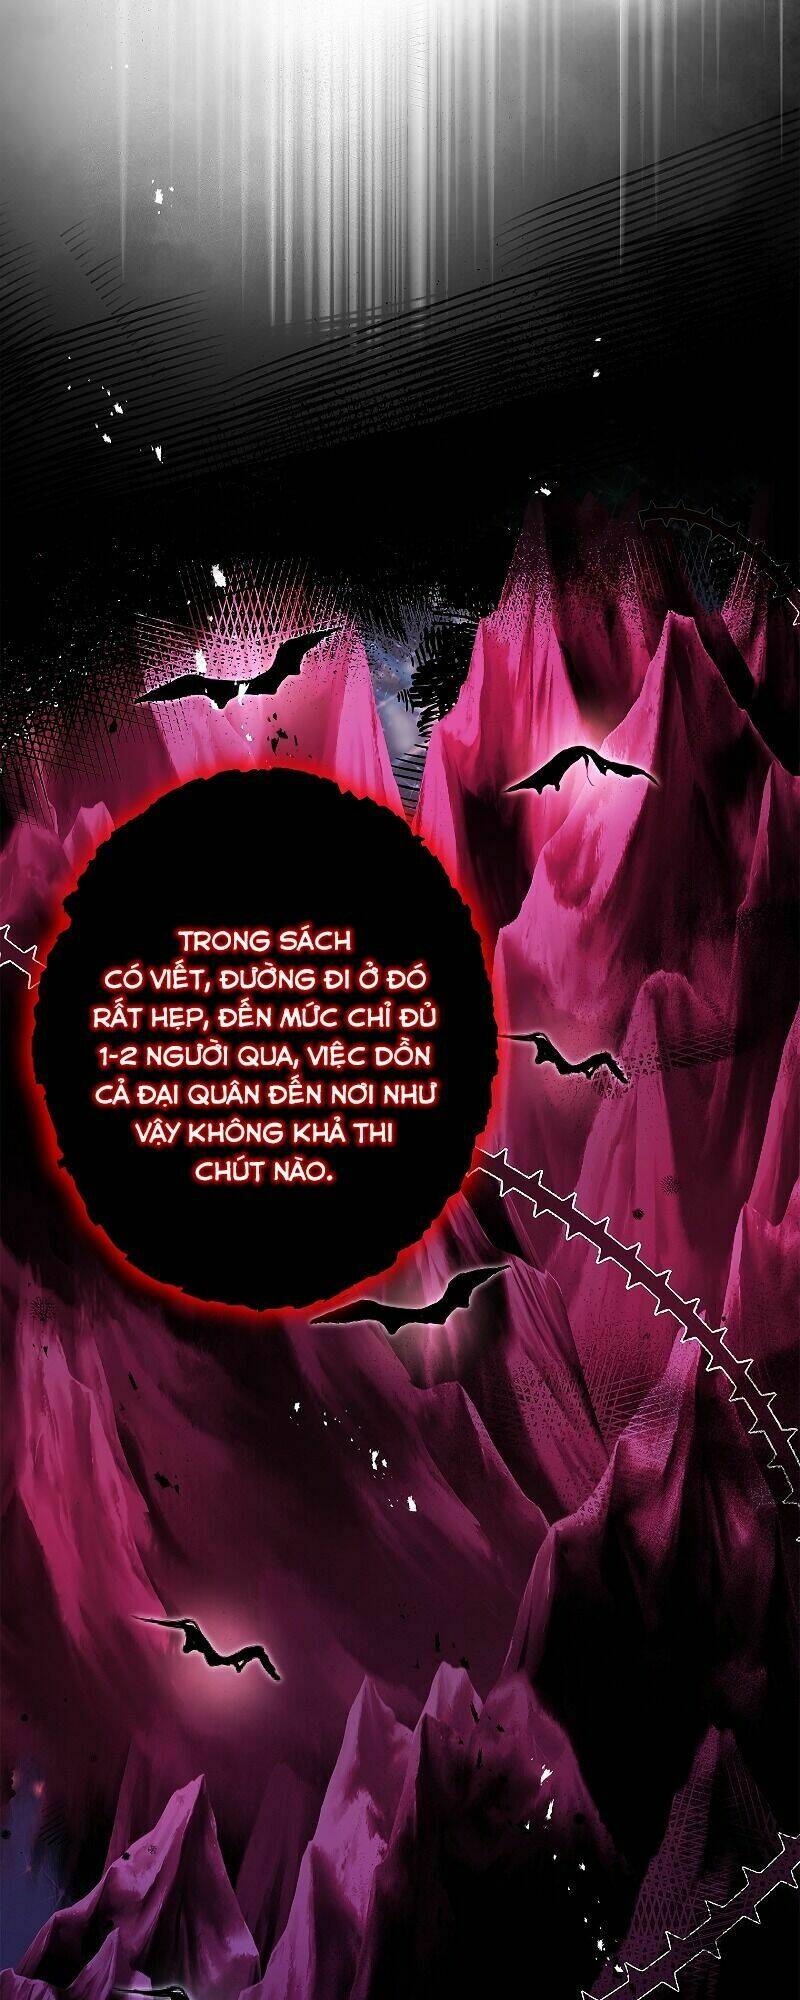 TRONG SÁCH
CÓ VIẾT, ĐƯỜNG ĐI Ở ĐÓ
RẤT HẸP, ĐẾN MỨC CHỈ ĐỦ
1-2 NGƯỜI QUA, VIỆC DỒN
CẢ ĐẠI QUÂN ĐẾN NƠI NHƯ
VẬY KHÔNG KHẢ THI
CHÚT NÀO.